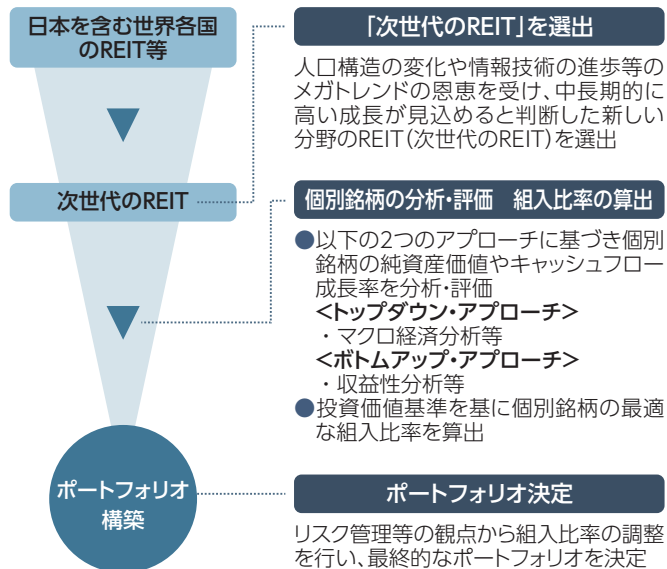 日本を含む世界各国
のREIT等
「次世代のREIT」を選出
人口構造の変化や情報技術の進歩等の
メガトレンドの恩恵を受け、中長期的に
高い成長が見込めると判断した新しい
分野のREIT(次世代のREIT)を選出
次世代のREIT
個別銘柄の分析・評価　組入比率の算出
●以下の2つのアプローチに基づき個別
銘柄の純資産価値やキャッシュフロー
成長率を分析・評価
<トップダウン・アプローチ>
・マクロ経済分析等
<ボトムアップ・アプローチ>
・収益性分析等
●投資価値基準を基に個別銘柄の最適
な組入比率を算出
ポートフォリオ
構築
ポートフォリオ決定
リスク管理等の観点から組入比率の調整
を行い、最終的なポートフォリオを決定